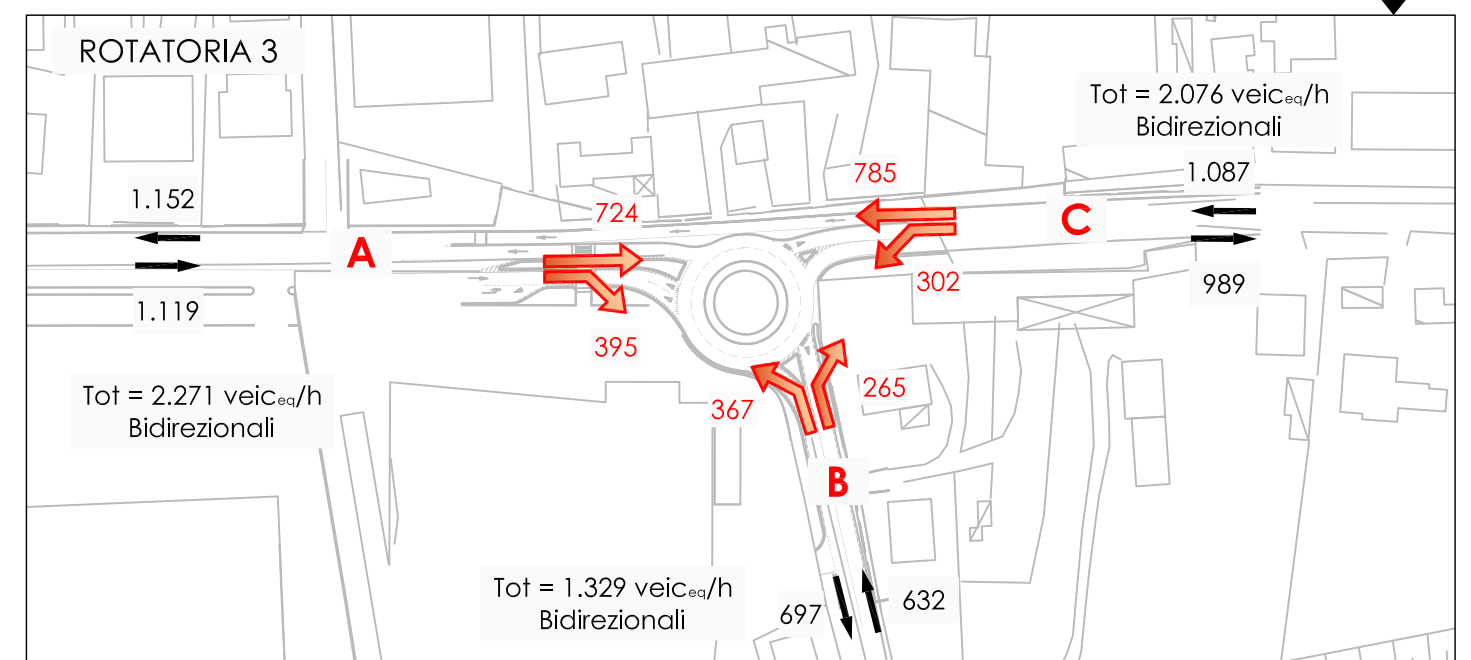 ROTATORIA 3
Tot = 2.076 veiceq/h
Bidirezionali
785
1.087
1.152
724
C
A
302
989
1.119
395
Tot = 2.271 veiceq/h
Bidirezionali
367
265
B
Tot = 1.329 veiceq/h
Bidirezionali
697
632